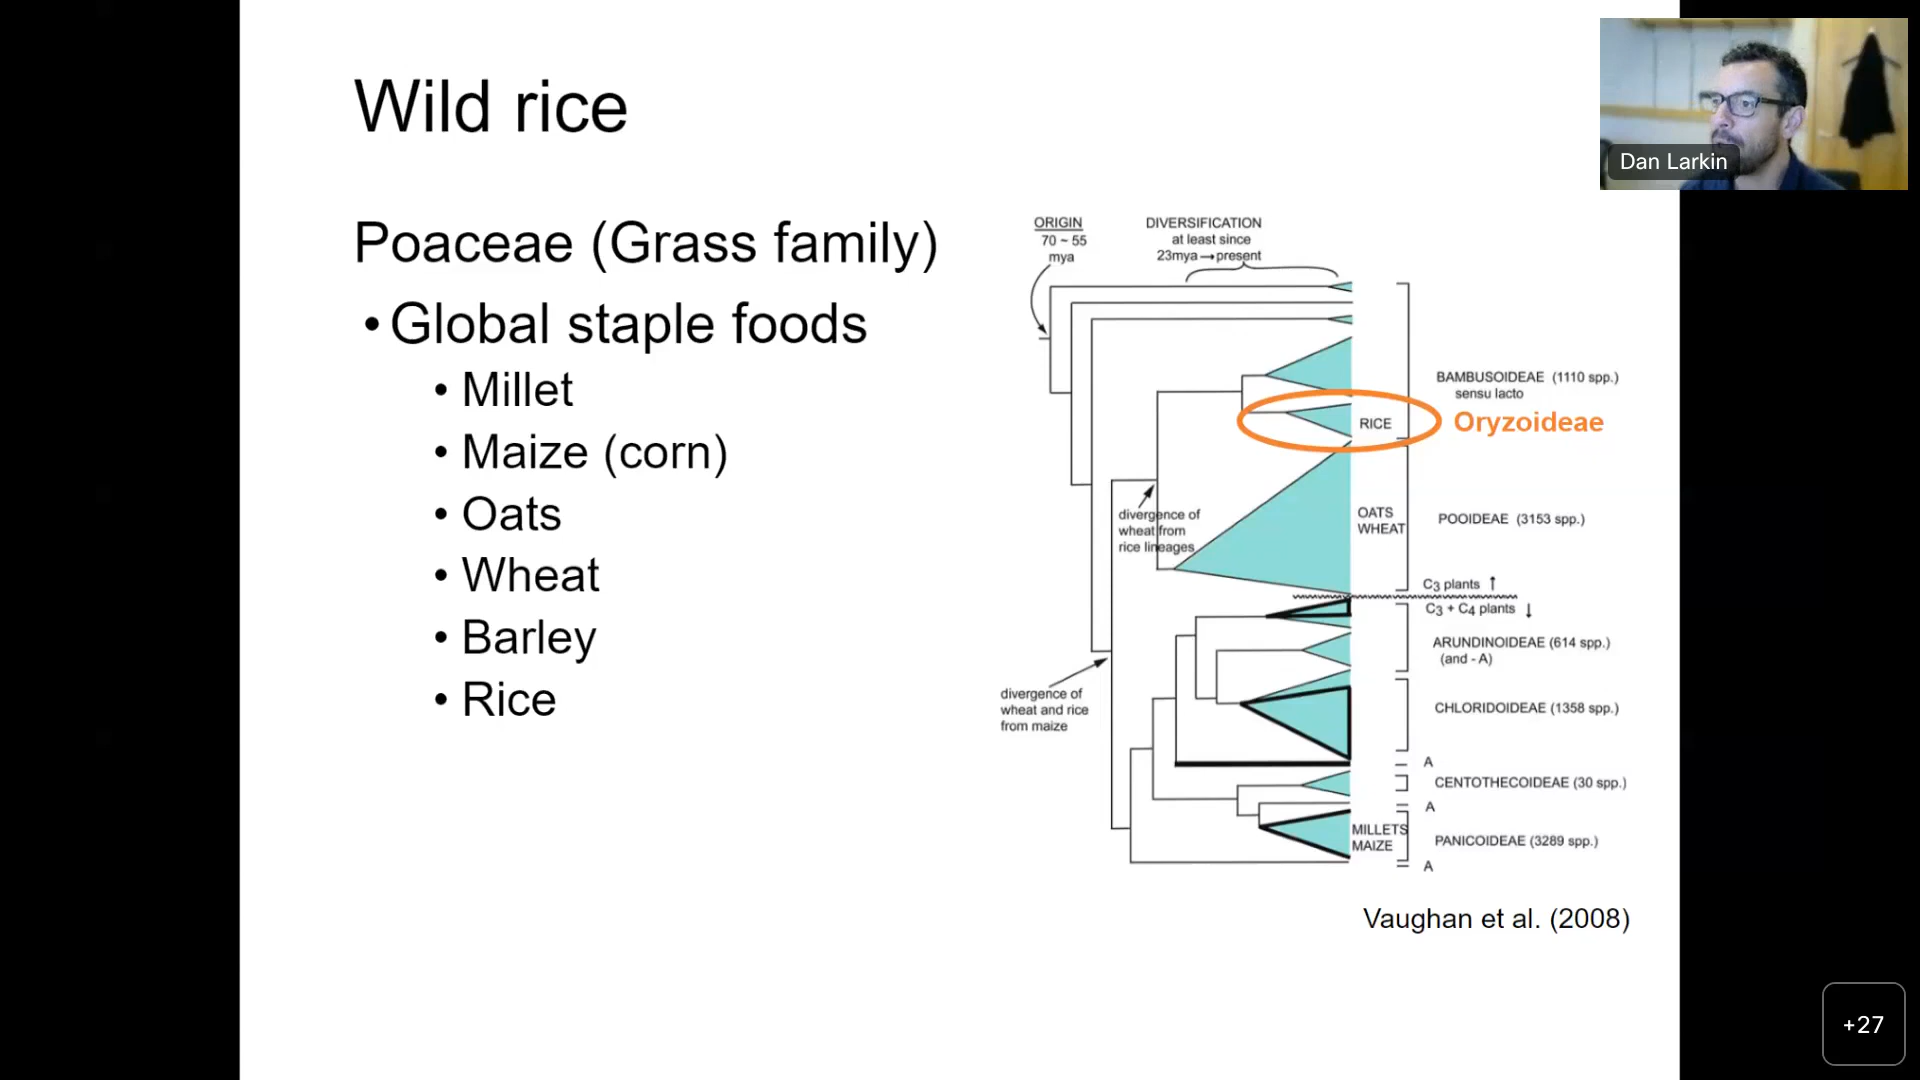 Wild rice
Dan Larkin
Poaceae (Grass family)
• Global staple foods
• Millet
• Maize (corn)
• Oats
• Wheat
• Barley
• Rice
ORIGIN
70 ~ 55
mya
DIVERSIFICATION
at least since
23mya → present
BAMBUSOIDEAE (1110 spp.)
sensu lacto
RICE
Oryzoideae
divergence of
wheat from
rice lineages
OATS
WHEAT
POOIDEAE (3153 spp.)
C3 plants ↑
C3 + C4 plants ↓
ARUNDINOIDEAE (614 spp.)
(and - A)
divergence of
wheat and rice
from maize
CHLORIDOIDEAE (1358 spp.)
A
CENTOTHECOIDEAE (30 spp.)
A
MILLETS
MAIZE
PANICOIDEAE (3289 spp.)
A
Vaughan et al. (2008)
+27